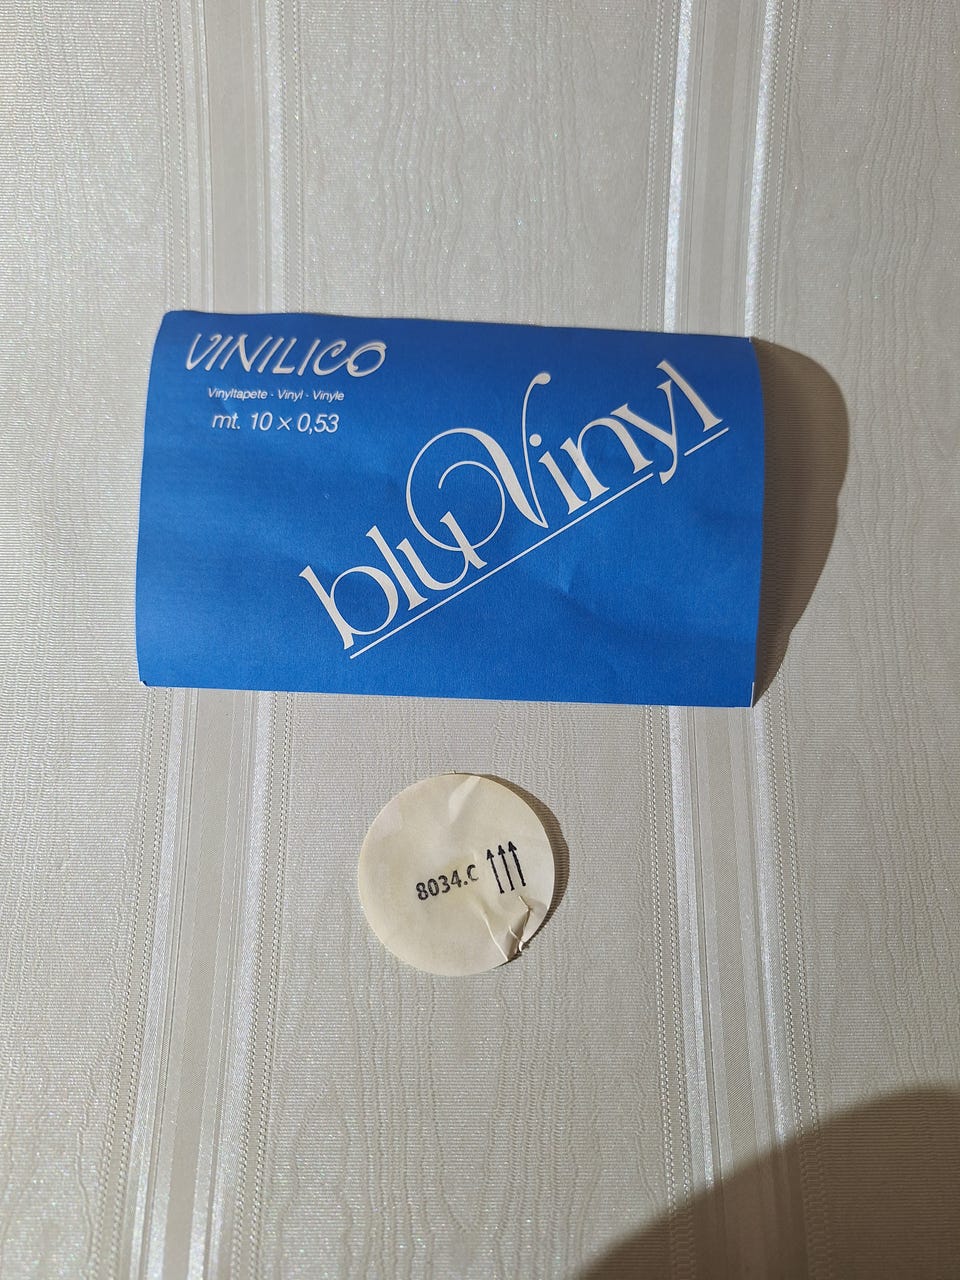 VINILICO
Vinyltapete - Vinyl - Vinyle
mt. 10 × 0,53
bluVinyl
8034.C ↑↑↑